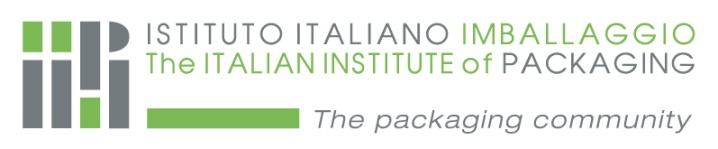 ISTITUTO ITALIANO IMBALLAGGIO
The ITALIAN INSTITUTE of PACKAGING
The packaging community